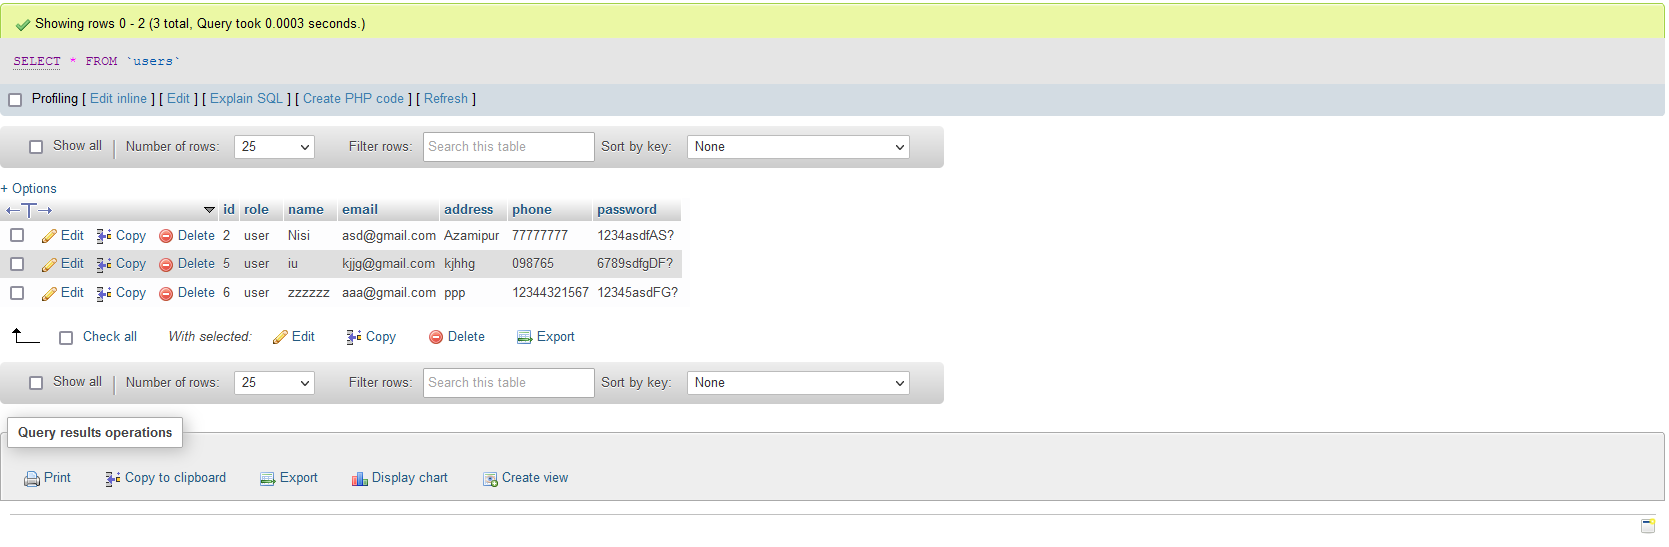 Showing rows 0 - 2 (3 total, Query took 0.0003 seconds.)
SELECT * FROM `users`
Profiling [ Edit inline ] [ Edit ] [ Explain SQL ] [ Create PHP code ] [ Refresh ]
Show all | Number of rows: 25 Filter rows: Search this table Sort by key: None
+ Options
←T→ id role name email address phone password
Edit Copy Delete 2 user Nisi asd@gmail.com Azamipur 77777777 1234asdfAS?
Edit Copy Delete 5 user iu kjjg@gmail.com kjhhg 098765 6789sdfgDF?
Edit Copy Delete 6 user zzzzzz aaa@gmail.com ppp 12344321567 12345asdFG?
Check all With selected: Edit Copy Delete Export
Show all | Number of rows: 25 Filter rows: Search this table Sort by key: None
Query results operations
Print Copy to clipboard Export Display chart Create view